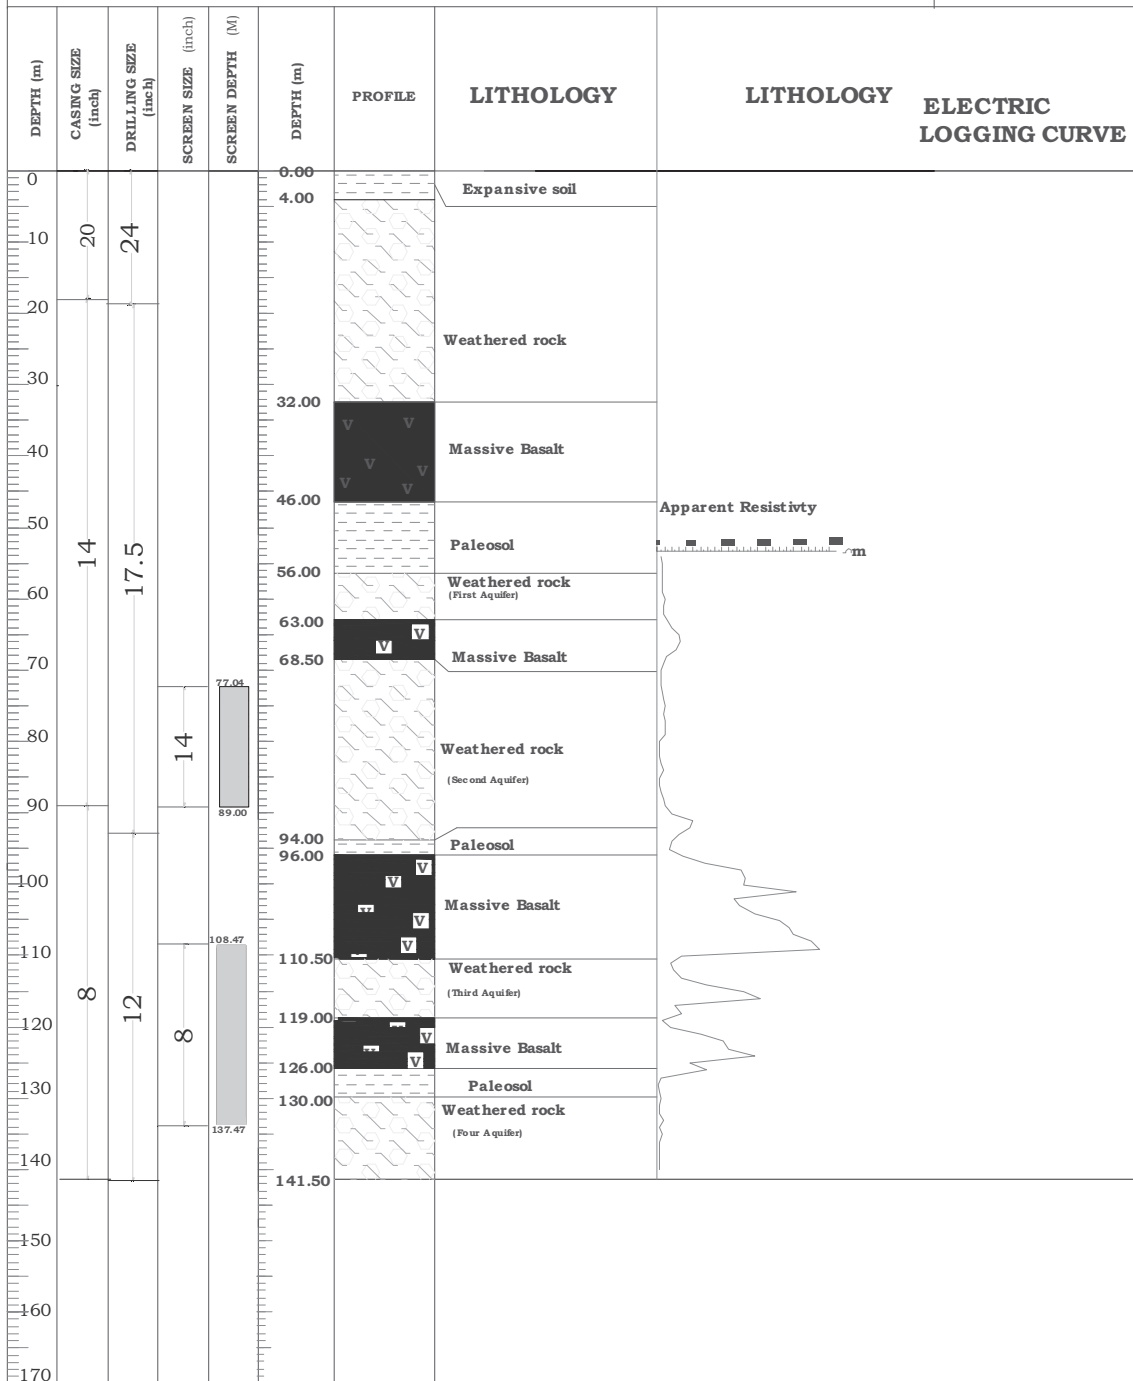 DEPTH (m)
CASING SIZE
(inch)
DRILLING SIZE
(inch)
SCREEN SIZE (inch)
SCREEN DEPTH (M)
DEPTH (m)
PROFILE
LITHOLOGY
LITHOLOGY
ELECTRIC
LOGGING CURVE
0
10
20
30
40
50
60
70
80
90
100
110
120
130
140
150
160
170
20
14
8
24
17.5
12
14
8
77.04
89.00
108.47
137.47
0.00
4.00
32.00
46.00
56.00
63.00
68.50
94.00
96.00
110.50
119.00
126.00
130.00
141.50
V V
V V
V V
V
V
V
V
V
V
V
V
Expansive soil
Weathered rock
Massive Basalt
Paleosol
Weathered rock
(First Aquifer)
Massive Basalt
Weathered rock
(Second Aquifer)
Paleosol
Massive Basalt
Weathered rock
(Third Aquifer)
Massive Basalt
Paleosol
Weathered rock
(Four Aquifer)
Apparent Resistivty
m